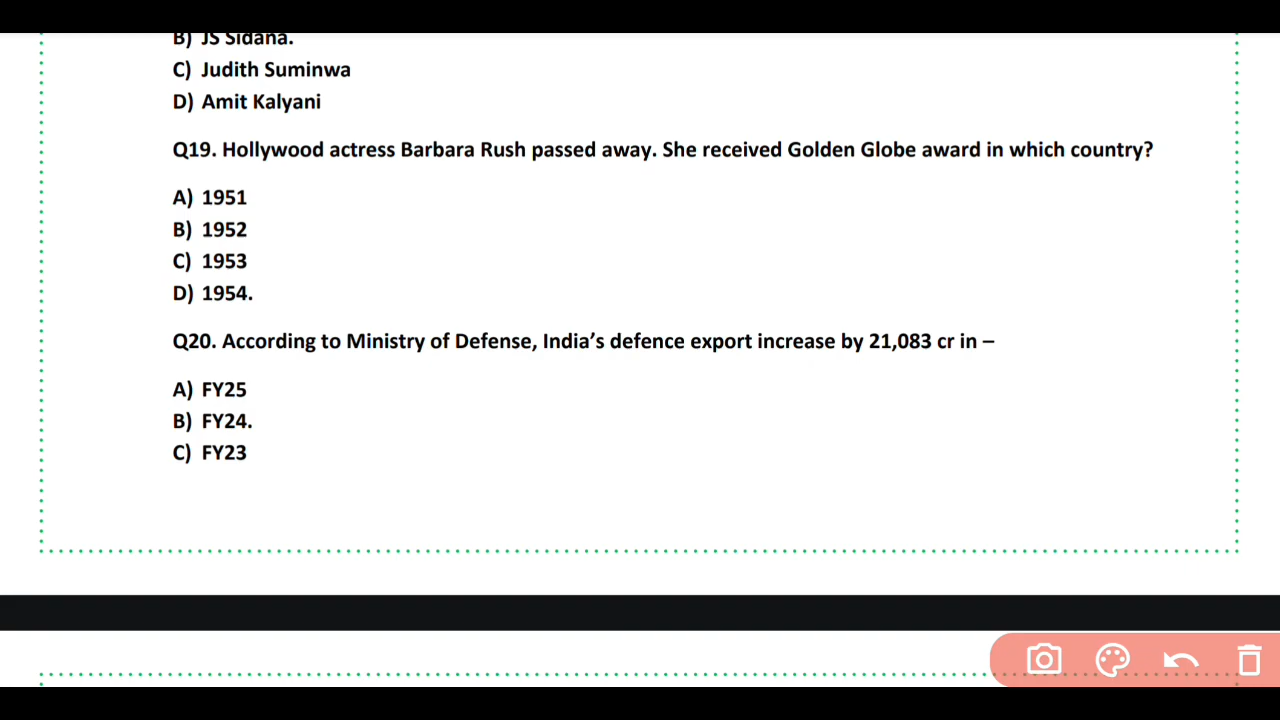 B) JS Sidana.
C) Judith Suminwa
D) Amit Kalyani
Q19. Hollywood actress Barbara Rush passed away. She received Golden Globe award in which country?
A) 1951
B) 1952
C) 1953
D) 1954.
Q20. According to Ministry of Defense, India’s defence export increase by 21,083 cr in –
A) FY25
B) FY24.
C) FY23